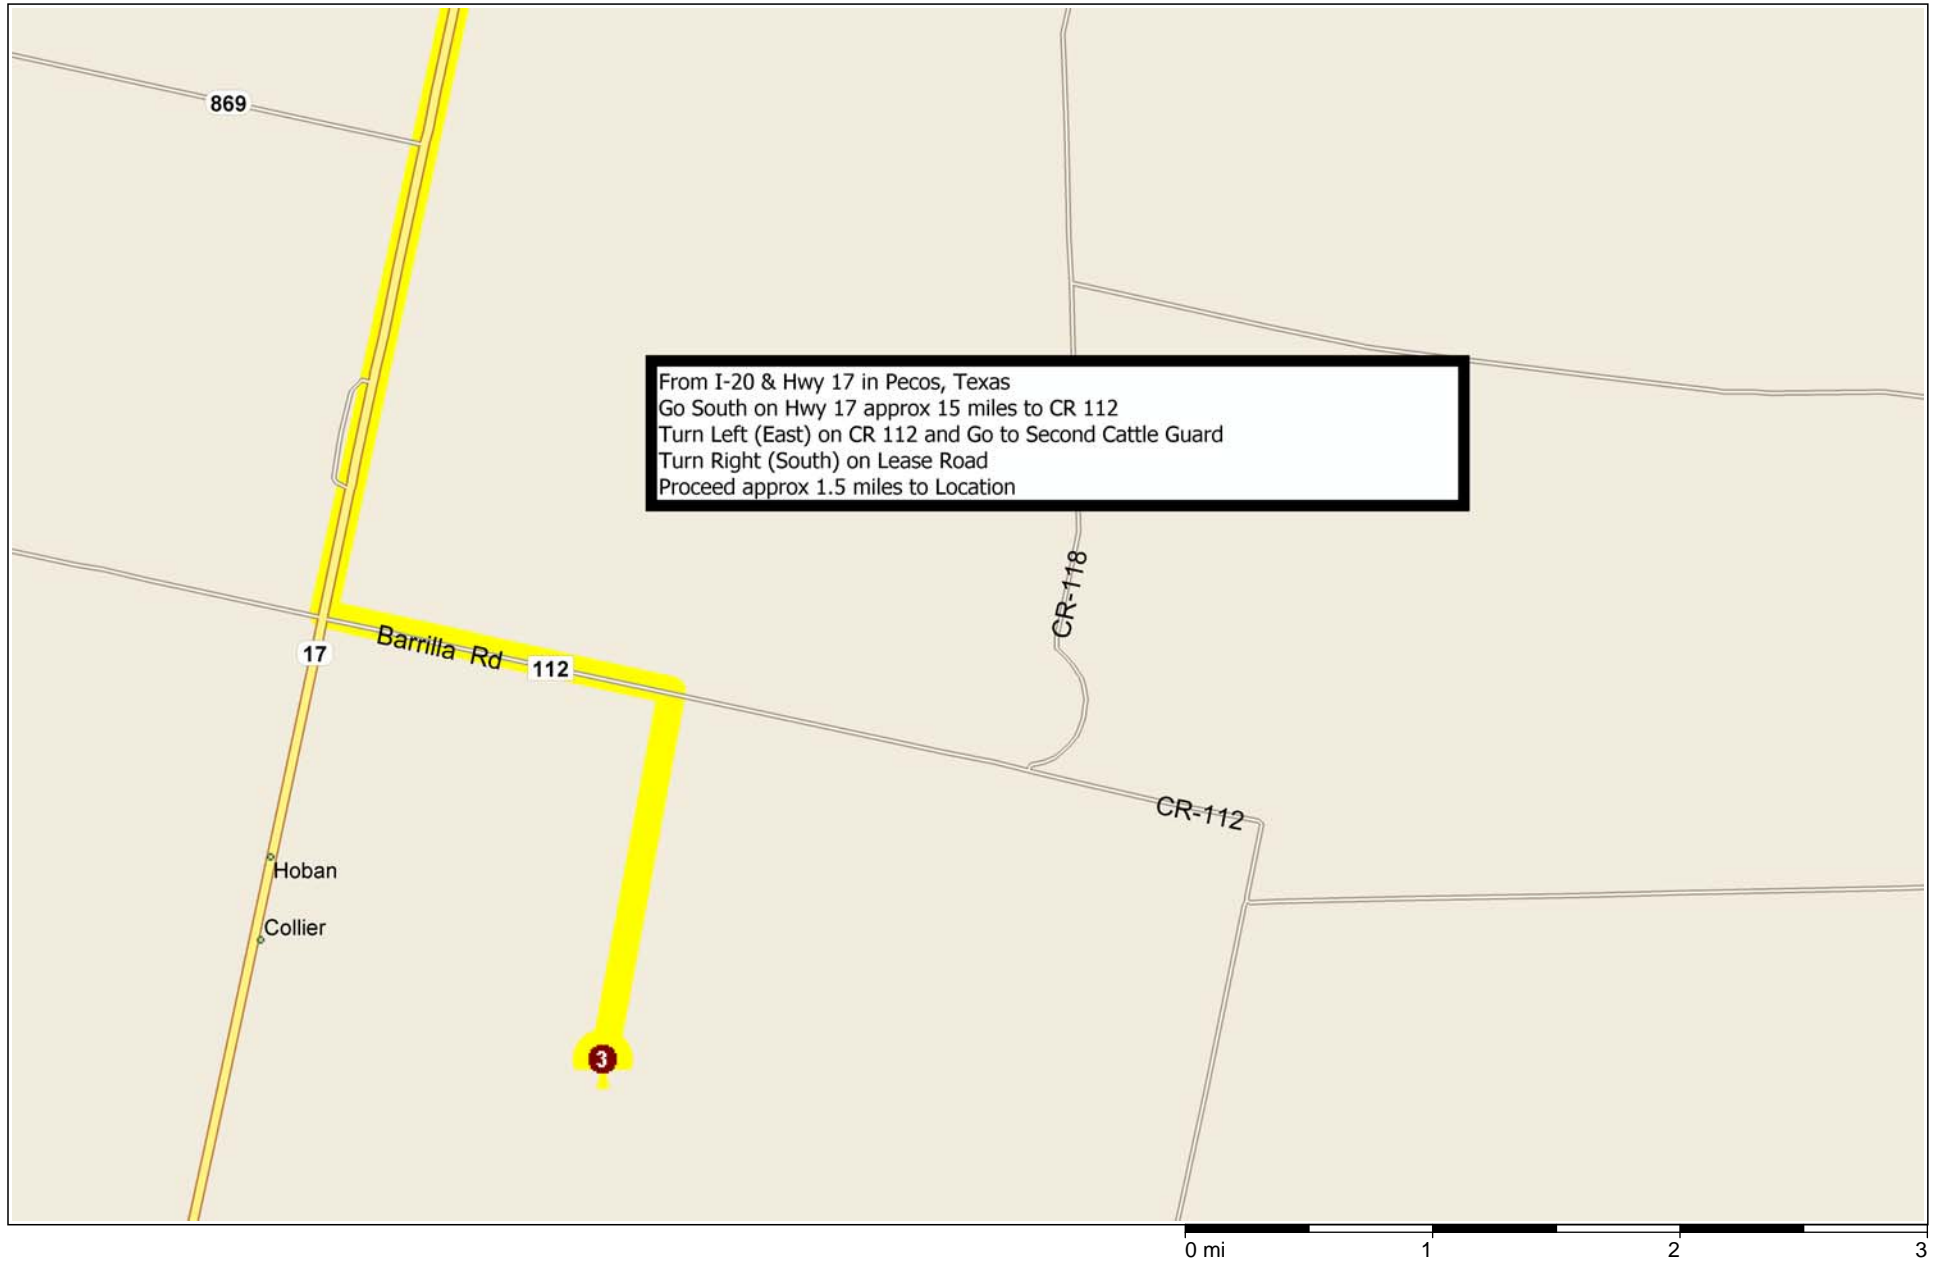 869
From I-20 & Hwy 17 in Pecos, Texas
Go South on Hwy 17 approx 15 miles to CR 112
Turn Left (East) on CR 112 and Go to Second Cattle Guard
Turn Right (South) on Lease Road
Proceed approx 1.5 miles to Location
CR-118
17
Barrilla Rd
112
CR-112
Hoban
Collier
3
0 mi 1 2 3